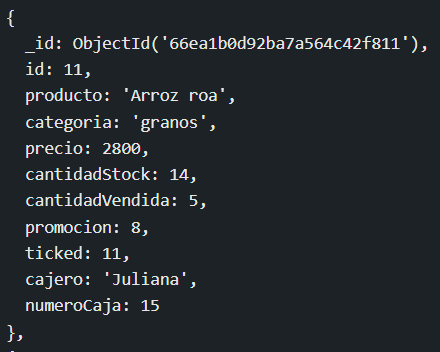 {
_id: ObjectId('66ea1b0d92ba7a564c42f811'),
id: 11,
producto: 'Arroz roa',
categoria: 'granos',
precio: 2800,
cantidadStock: 14,
cantidadVendida: 5,
promocion: 8,
ticked: 11,
cajero: 'Juliana',
numeroCaja: 15
},